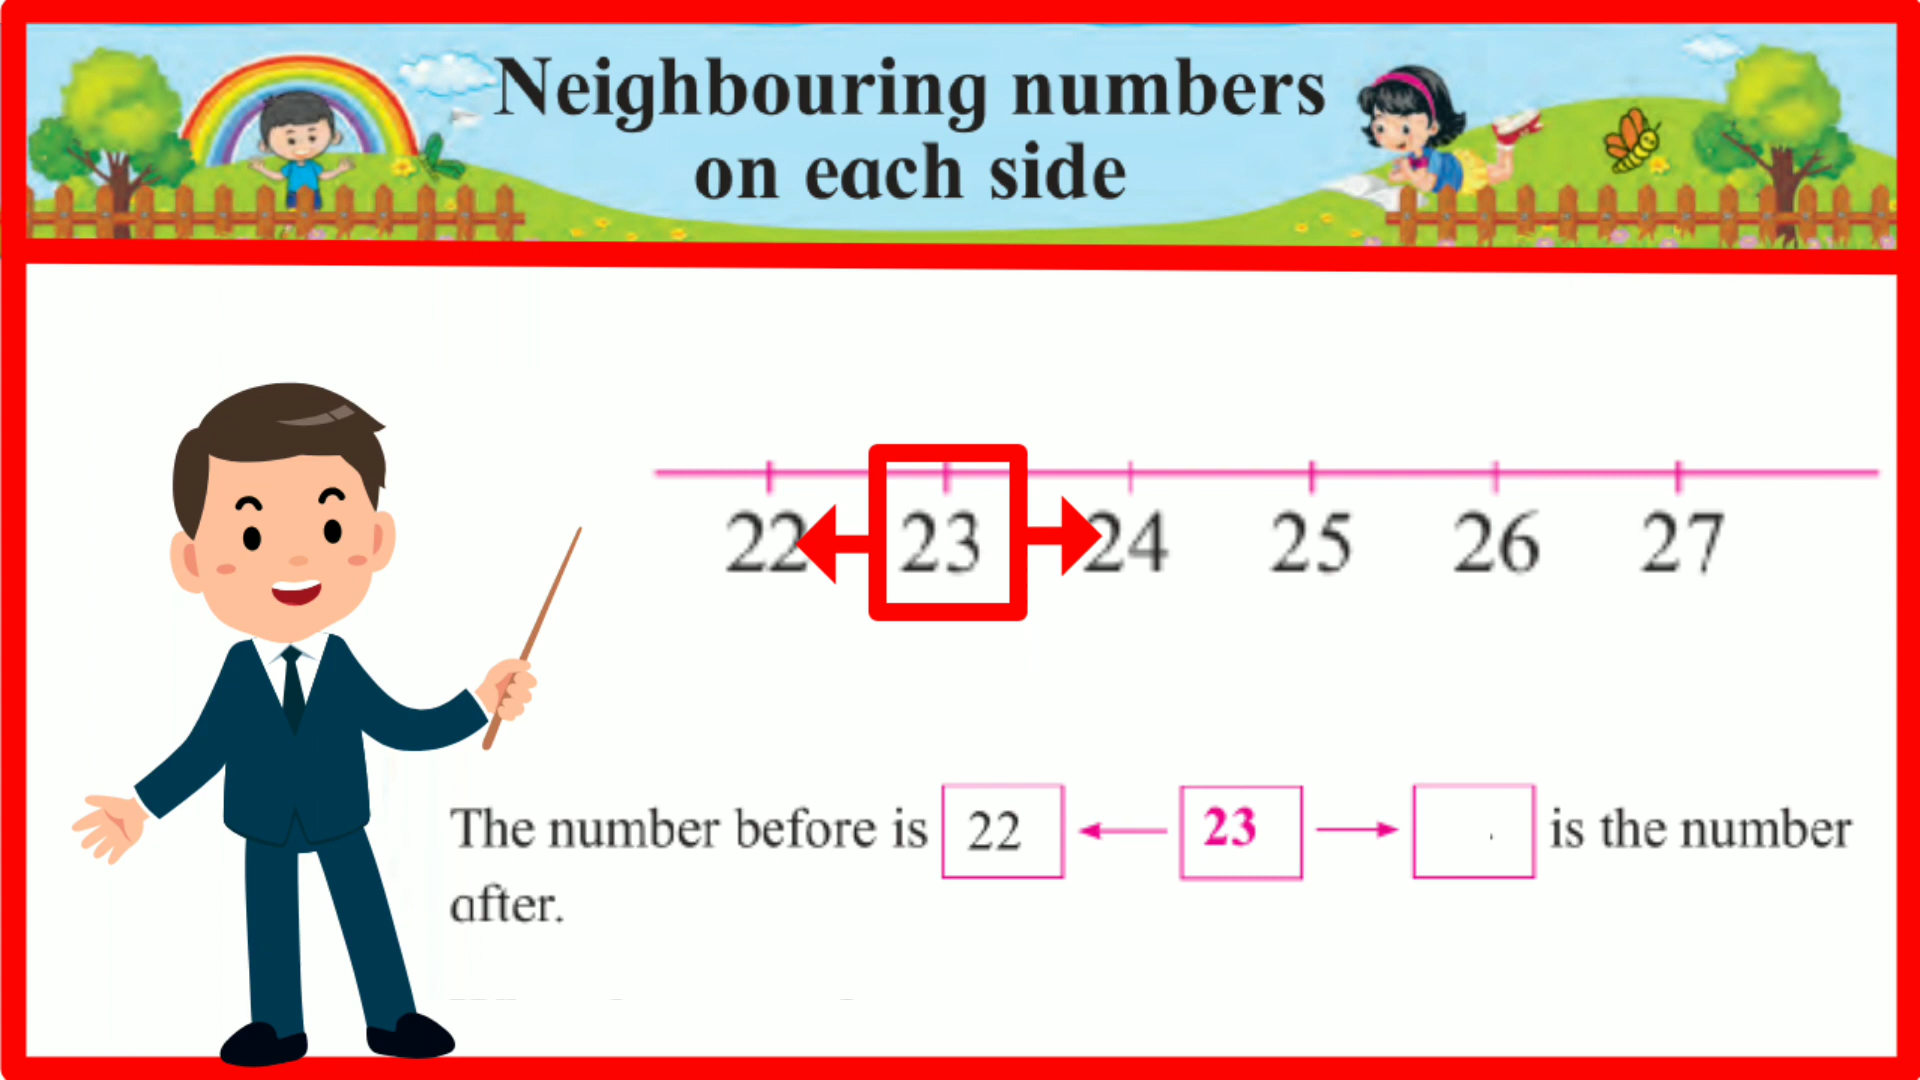 Neighbouring numbers
on each side
22 23 24 25 26 27
The number before is 22 23 is the number
after.